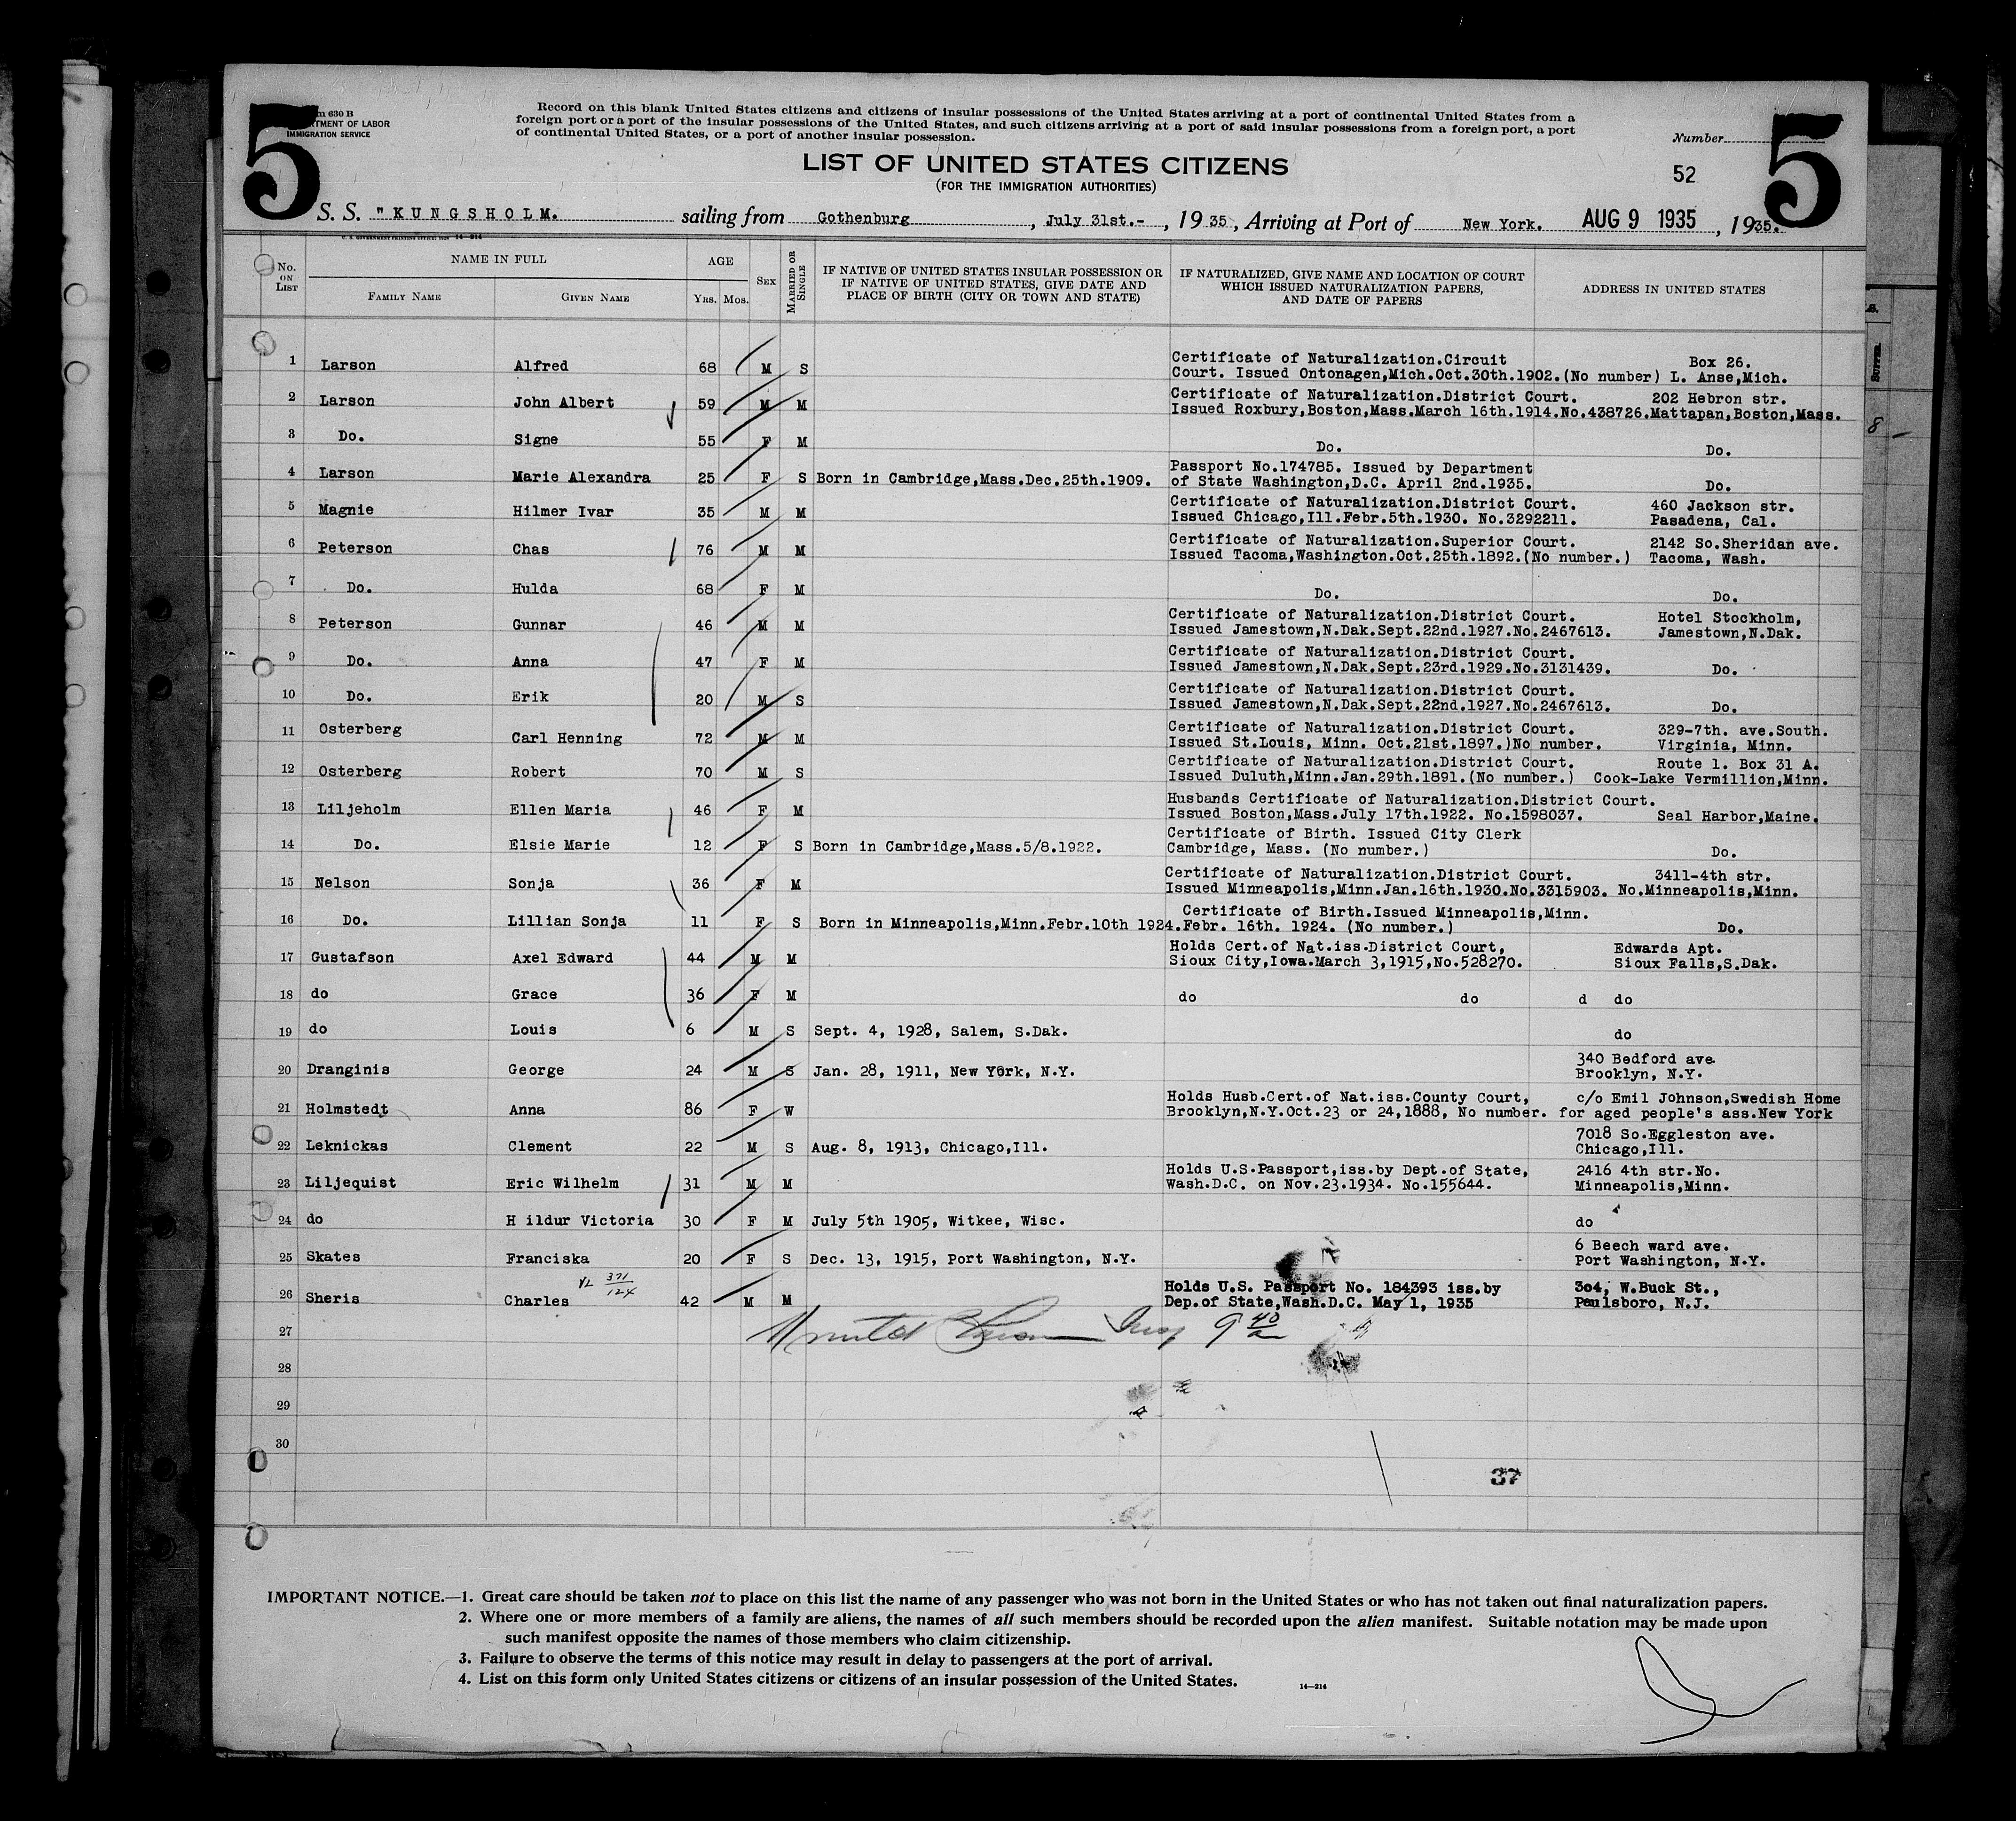 5
m 630 B
TMENT OF LABOR
IMMIGRATION SERVICE
Record on this blank United States citizens and citizens of insular possessions of the United States arriving at a port of continental United States from a
foreign port or a port of the insular possessions of the United States, and such citizens arriving at a port of said insular possessions from a foreign port, a port
of continental United States, or a port of another insular possession.
Number
5
LIST OF UNITED STATES CITIZENS
52
(FOR THE IMMIGRATION AUTHORITIES)
S. S. "KUNGSHOLM. sailing from Gothenburg, July 31st.-, 1935, Arriving at Port of New York. AUG 9 1935, 1935.
U. S. GOVERNMENT PRINTING OFFICE: 14-214
No. ON LIST
NAME IN FULL
FAMILY NAME
GIVEN NAME
AGE
YRS. MOS.
SEX
MARRIED OR SINGLE
IF NATIVE OF UNITED STATES INSULAR POSSESSION OR
IF NATIVE OF UNITED STATES, GIVE DATE AND
PLACE OF BIRTH (CITY OR TOWN AND STATE)
IF NATURALIZED, GIVE NAME AND LOCATION OF COURT
WHICH ISSUED NATURALIZATION PAPERS,
AND DATE OF PAPERS
ADDRESS IN UNITED STATES
1 Larson Alfred 68 M S Certificate of Naturalization.Circuit Box 26.
Court. Issued Ontonagen,Mich.Oct.30th.1902.(No number) L. Anse,Mich.
2 Larson John Albert 59 M M Certificate of Naturalization.District Court. 202 Hebron str.
Issued Roxbury,Boston,Mass.March 16th.1914.No.438726.Mattapan,Boston,Mass.
8
3 Do. Signe 55 F M Do. Do.
4 Larson Marie Alexandra 25 F S Born in Cambridge,Mass.Dec.25th.1909. Passport No.174785. Issued by Department
of State Washington,D.C. April 2nd.1935. Do.
5 Magnie Hilmer Ivar 35 M M Certificate of Naturalization.District Court. 460 Jackson str.
Issued Chicago,Ill.Febr.5th.1930. No.3292211. Pasadena, Cal.
6 Peterson Chas 76 M M Certificate of Naturalization.Superior Court. 2142 So.Sheridan ave.
Issued Tacoma,Washington.Oct.25th.1892.(No number.) Tacoma, Wash.
7 Do. Hulda 68 F M Do. Do.
8 Peterson Gunnar 46 M M Certificate of Naturalization.District Court. Hotel Stockholm,
Issued Jamestown,N.Dak.Sept.22nd.1927.No.2467613. Jamestown,N.Dak.
9 Do. Anna 47 F M Certificate of Naturalization.District Court.
Issued Jamestown,N.Dak.Sept.23rd.1929.No.3131439. Do.
10 Do. Erik 20 M S Certificate of Naturalization.District Court.
Issued Jamestown,N.Dak.Sept.22nd.1927.No.2467613. Do.
11 Osterberg Carl Henning 72 M M Certificate of Naturalization.District Court. 329-7th. ave.South.
Issued St.Louis, Minn. Oct.21st.1897.)No number. Virginia, Minn.
12 Osterberg Robert 70 M S Certificate of Naturalization.District Court. Route 1. Box 31 A.
Issued Duluth,Minn.Jan.29th.1891.(No number.) Cook-Lake Vermillion,Minn.
13 Liljeholm Ellen Maria 46 F M Husbands Certificate of Naturalization.District Court.
Issued Boston,Mass.July 17th.1922. No.1598037. Seal Harbor,Maine.
14 Do. Elsie Marie 12 F S Born in Cambridge,Mass.5/8.1922. Certificate of Birth. Issued City Clerk
Cambridge, Mass. (No number.) Do.
15 Nelson Sonja 36 F M Certificate of Naturalization.District Court. 3411-4th str.
Issued Minneapolis,Minn.Jan.16th.1930.No.3315903. No.Minneapolis,Minn.
16 Do. Lillian Sonja 11 F S Born in Minneapolis,Minn.Febr.10th 1924. Certificate of Birth.Issued Minneapolis,Minn.
Febr. 16th. 1924. (No number.) Do.
17 Gustafson Axel Edward 44 M M Holds Cert.of Nat.iss.District Court, Edwards Apt.
Sioux City,Iowa.March 3,1915,No.528270. Sioux Falls,S.Dak.
18 do Grace 36 F M do do d do
19 do Louis 6 M S Sept. 4, 1928, Salem, S.Dak. do
20 Dranginis George 24 M S Jan. 28, 1911, New York, N.Y. 340 Bedford ave.
Brooklyn, N.Y.
21 Holmstedt Anna 86 F W Holds Husb.Cert.of Nat.iss.County Court, c/o Emil Johnson,Swedish Home
Brooklyn,N.Y.Oct.23 or 24,1888, No number. for aged people's ass.New York
22 Leknickas Clement 22 M S Aug. 8, 1913, Chicago,Ill. 7018 So.Eggleston ave.
Chicago,Ill.
23 Liljequist Eric Wilhelm 31 M M Holds U.S.Passport,iss.by Dept.of State, 2416 4th str.No.
Wash.D.C. on Nov.23.1934. No.155644. Minneapolis,Minn.
24 do H ildur Victoria 30 F M July 5th 1905, Witkee, Wisc. do
25 Skates Franciska 20 F S Dec. 13, 1915, Port Washington, N.Y. 6 Beech ward ave.
Port Washington, N.Y.
VL 371/124
26 Sheris Charles 42 M M Holds U.S. Passport No. 184393 iss.by 304, W.Buck St.,
Dep.of State,Wash.D.C. May 1, 1935 Paulsboro, N.J.
27 Insp 9 40/a
28
29
30
37
IMPORTANT NOTICE.—1. Great care should be taken not to place on this list the name of any passenger who was not born in the United States or who has not taken out final naturalization papers.
2. Where one or more members of a family are aliens, the names of all such members should be recorded upon the alien manifest. Suitable notation may be made upon
such manifest opposite the names of those members who claim citizenship.
3. Failure to observe the terms of this notice may result in delay to passengers at the port of arrival.
4. List on this form only United States citizens or citizens of an insular possession of the United States.
14—214